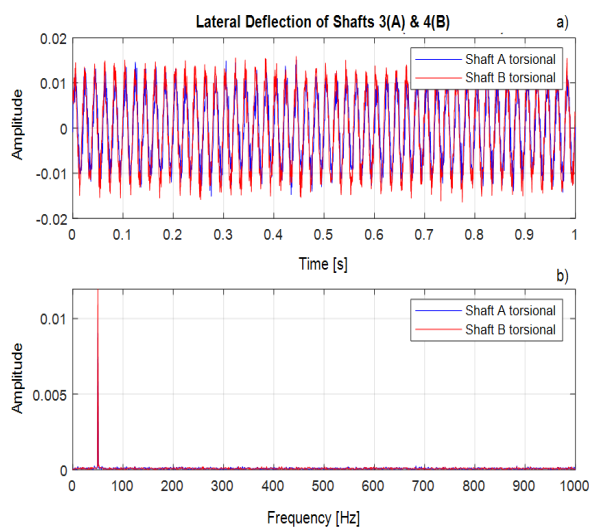 Lateral Deflection of Shafts 3(A) & 4(B)
a)
0.02
0.01
0
-0.01
-0.02
Amplitude
Shaft A torsional
Shaft B torsional
0 0.1 0.2 0.3 0.4 0.5 0.6 0.7 0.8 0.9 1
Time [s]
b)
0.01
0.005
0
Amplitude
Shaft A torsional
Shaft B torsional
0 100 200 300 400 500 600 700 800 900 1000
Frequency [Hz]